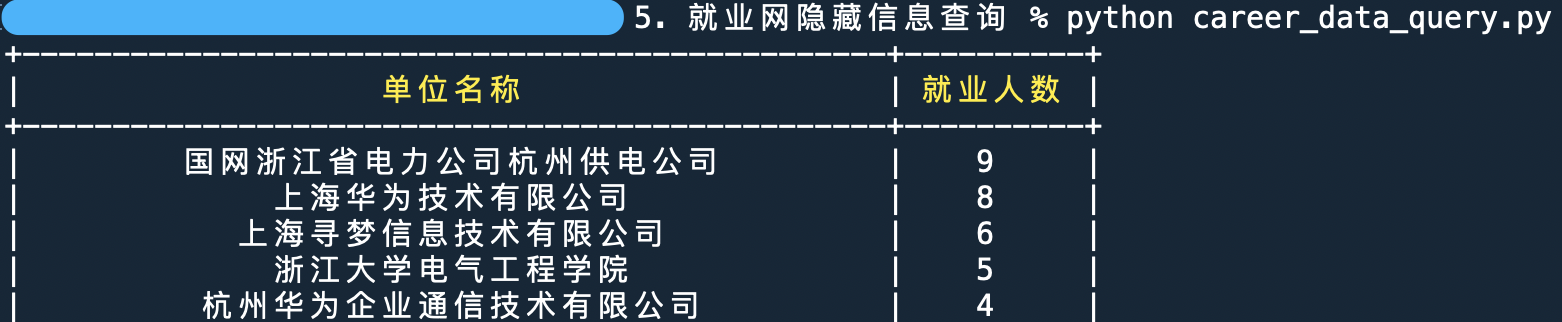 5. 就业网隐藏信息查询 % python career_data_query.py
单位名称 | 就业人数
国网浙江省电力公司杭州供电公司 | 9
上海华为技术有限公司 | 8
上海寻梦信息技术有限公司 | 6
浙江大学电气工程学院 | 5
杭州华为企业通信技术有限公司 | 4